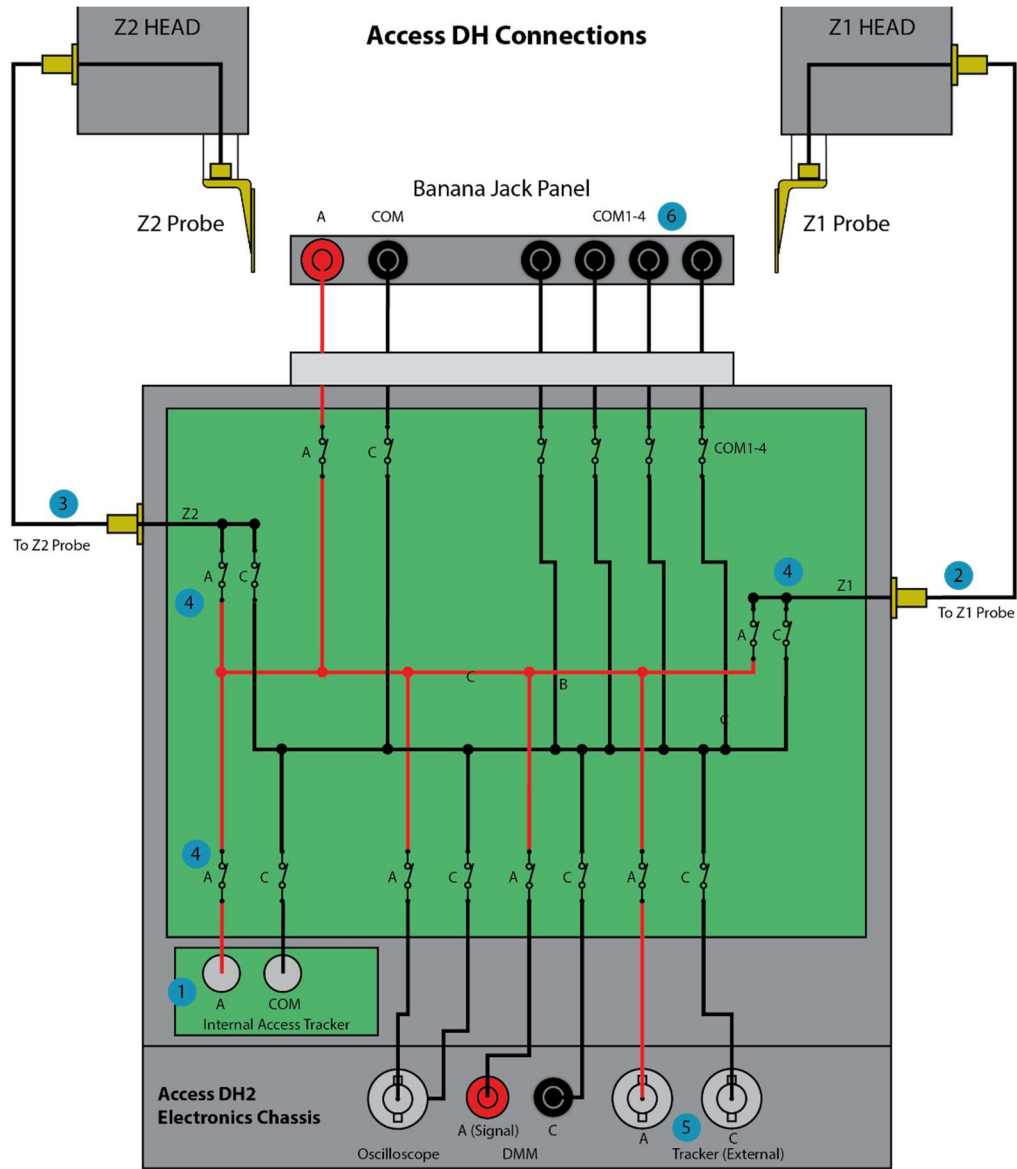 Z2 HEAD
Access DH Connections
Z1 HEAD
Banana Jack Panel
Z2 Probe
A
COM
COM1-4
6
Z1 Probe
A
C
COM1-4
3
Z2
To Z2 Probe
A
C
4
4
Z1
2
To Z1 Probe
A
C
C
B
C
4
A
C
A
C
A
C
A
C
1
A
COM
Internal Access Tracker
Access DH2
Electronics Chassis
A (Signal)
C
A
5
C
Oscilloscope
DMM
Tracker (External)